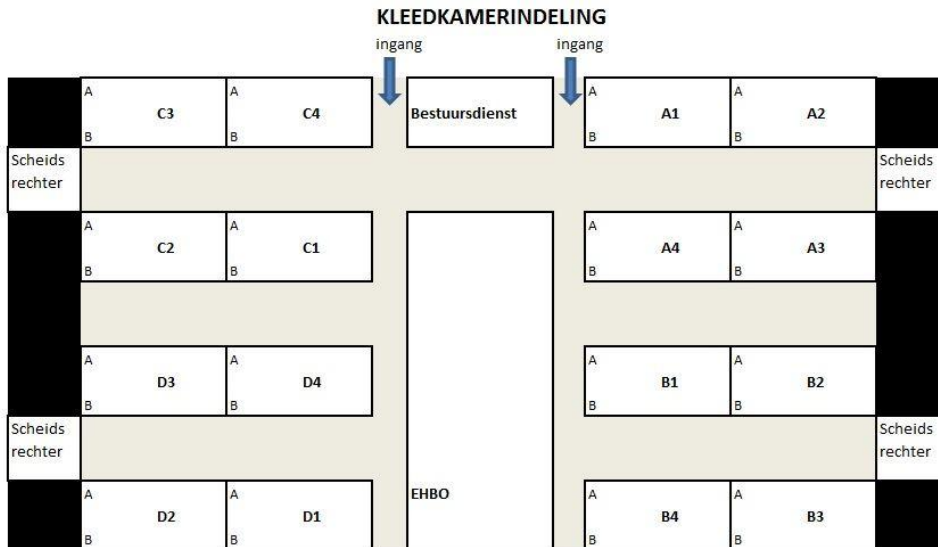 KLEEDKAMERINDELING
ingang ingang
A A A A
C3 C4 Bestuursdienst A1 A2
B B B B
Scheids Scheids
rechter rechter
A A A A
C2 C1 A4 A3
B B B B
A A A A
D3 D4 B1 B2
B B B B
Scheids Scheids
rechter rechter
A A EHBO A A
D2 D1 B4 B3
B B B B